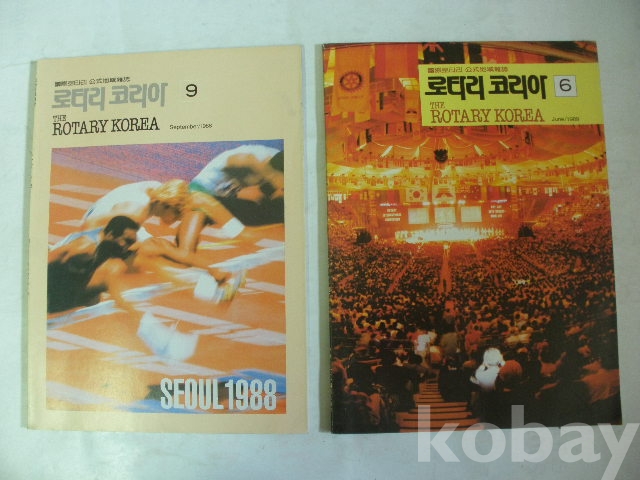 國際로타리 公式地域雜誌
로타리 코리아 9
THE
ROTARY KOREA
September/1988
SEOUL 1988
國際로타리 公式地域雜誌
로타리 코리아 6
THE
ROTARY KOREA
June/1989
kobay